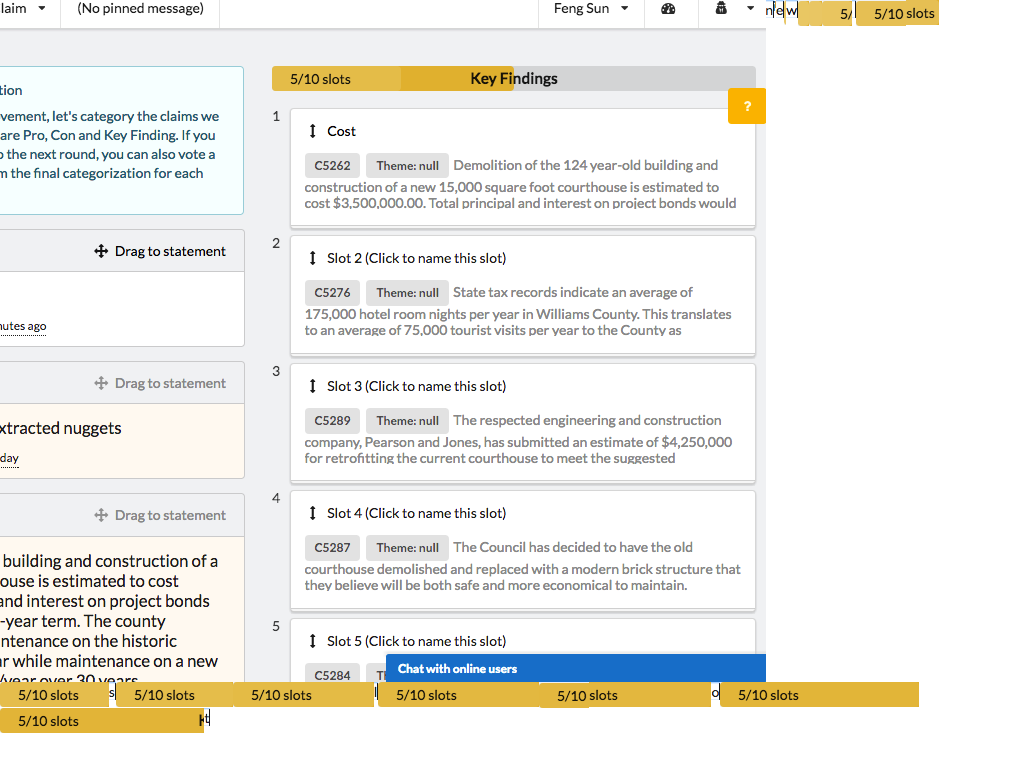 laim (No pinned message) Feng Sun new 5/ 5/10 slots
5/10 slots Key Findings
tion
vement, let's category the claims we
are Pro, Con and Key Finding. If you
o the next round, you can also vote a
m the final categorization for each
?
1 Cost
C5262 Theme: null Demolition of the 124 year-old building and
construction of a new 15,000 square foot courthouse is estimated to
cost $3,500,000.00. Total principal and interest on project bonds would
Drag to statement
nutes ago
2 Slot 2 (Click to name this slot)
C5276 Theme: null State tax records indicate an average of
175,000 hotel room nights per year in Williams County. This translates
to an average of 75,000 tourist visits per year to the County as
Drag to statement
xtracted nuggets
day
3 Slot 3 (Click to name this slot)
C5289 Theme: null The respected engineering and construction
company, Pearson and Jones, has submitted an estimate of $4,250,000
for retrofitting the current courthouse to meet the suggested
Drag to statement
building and construction of a
ouse is estimated to cost
and interest on project bonds
-year term. The county
ntenance on the historic
ar while maintenance on a new
/year over 30 years
4 Slot 4 (Click to name this slot)
C5287 Theme: null The Council has decided to have the old
courthouse demolished and replaced with a modern brick structure that
they believe will be both safe and more economical to maintain.
5 Slot 5 (Click to name this slot)
C5284
Chat with online users
5/10 slots s 5/10 slots 5/10 slots 5/10 slots 5/10 slots o 5/10 slots
5/10 slots t